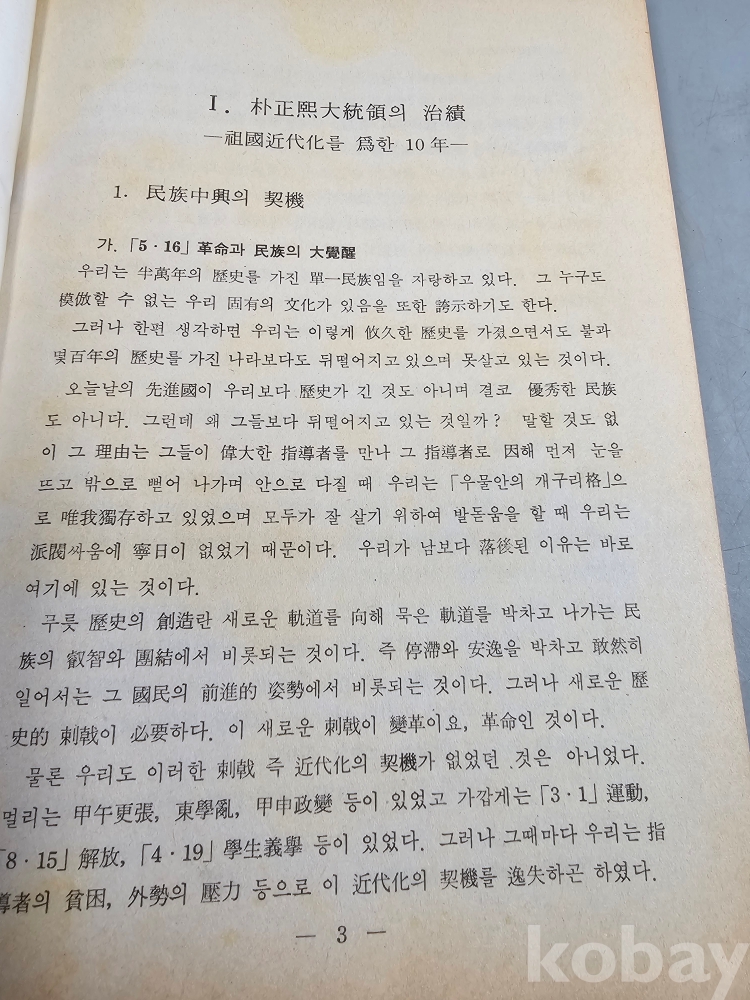 I. 朴正熙大統領의 治績
—祖國近代化를 爲한 10年—
1. 民族中興의 契機
가. 「5·16」革命과 民族의 大覺醒
우리는 半萬年의 歷史를 가진 單一民族임을 자랑하고 있다. 그 누구도
模倣할 수 없는 우리 固有의 文化가 있음을 또한 誇示하기도 한다.
그러나 한편 생각하면 우리는 이렇게 悠久한 歷史를 가졌으면서도 불과
몇百年의 歷史를 가진 나라보다도 뒤떨어지고 있으며 못살고 있는 것이다.
오늘날의 先進國이 우리보다 歷史가 긴 것도 아니며 결코 優秀한 民族
도 아니다. 그런데 왜 그들보다 뒤떨어지고 있는 것일까? 말할 것도 없
이 그 理由는 그들이 偉大한 指導者를 만나 그 指導者로 因해 먼저 눈을
뜨고 밖으로 뻗어 나가며 안으로 다질 때 우리는 「우물안의 개구리格」으
로 唯我獨存하고 있었으며 모두가 잘 살기 위하여 발돋움을 할 때 우리는
派閥싸움에 寧日이 없었기 때문이다. 우리가 남보다 落後된 이유는 바로
여기에 있는 것이다.
무릇 歷史의 創造란 새로운 軌道를 向해 묵은 軌道를 박차고 나가는 民
族의 叡智와 團結에서 비롯되는 것이다. 즉 停滯와 安逸을 박차고 敢然히
일어서는 그 國民의 前進的 姿勢에서 비롯되는 것이다. 그러나 새로운 歷
史的 刺戟이 必要하다. 이 새로운 刺戟이 變革이요, 革命인 것이다.
물론 우리도 이러한 刺戟 즉 近代化의 契機가 없었던 것은 아니었다.
멀리는 甲午更張, 東學亂, 甲申政變 등이 있었고 가깝게는 「3·1」運動,
「8·15」解放, 「4·19」學生義擧 등이 있었다. 그러나 그때마다 우리는 指
導者의 貧困, 外勢의 壓力 등으로 이 近代化의 契機를 逸失하곤 하였다.
— 3 —
kobay